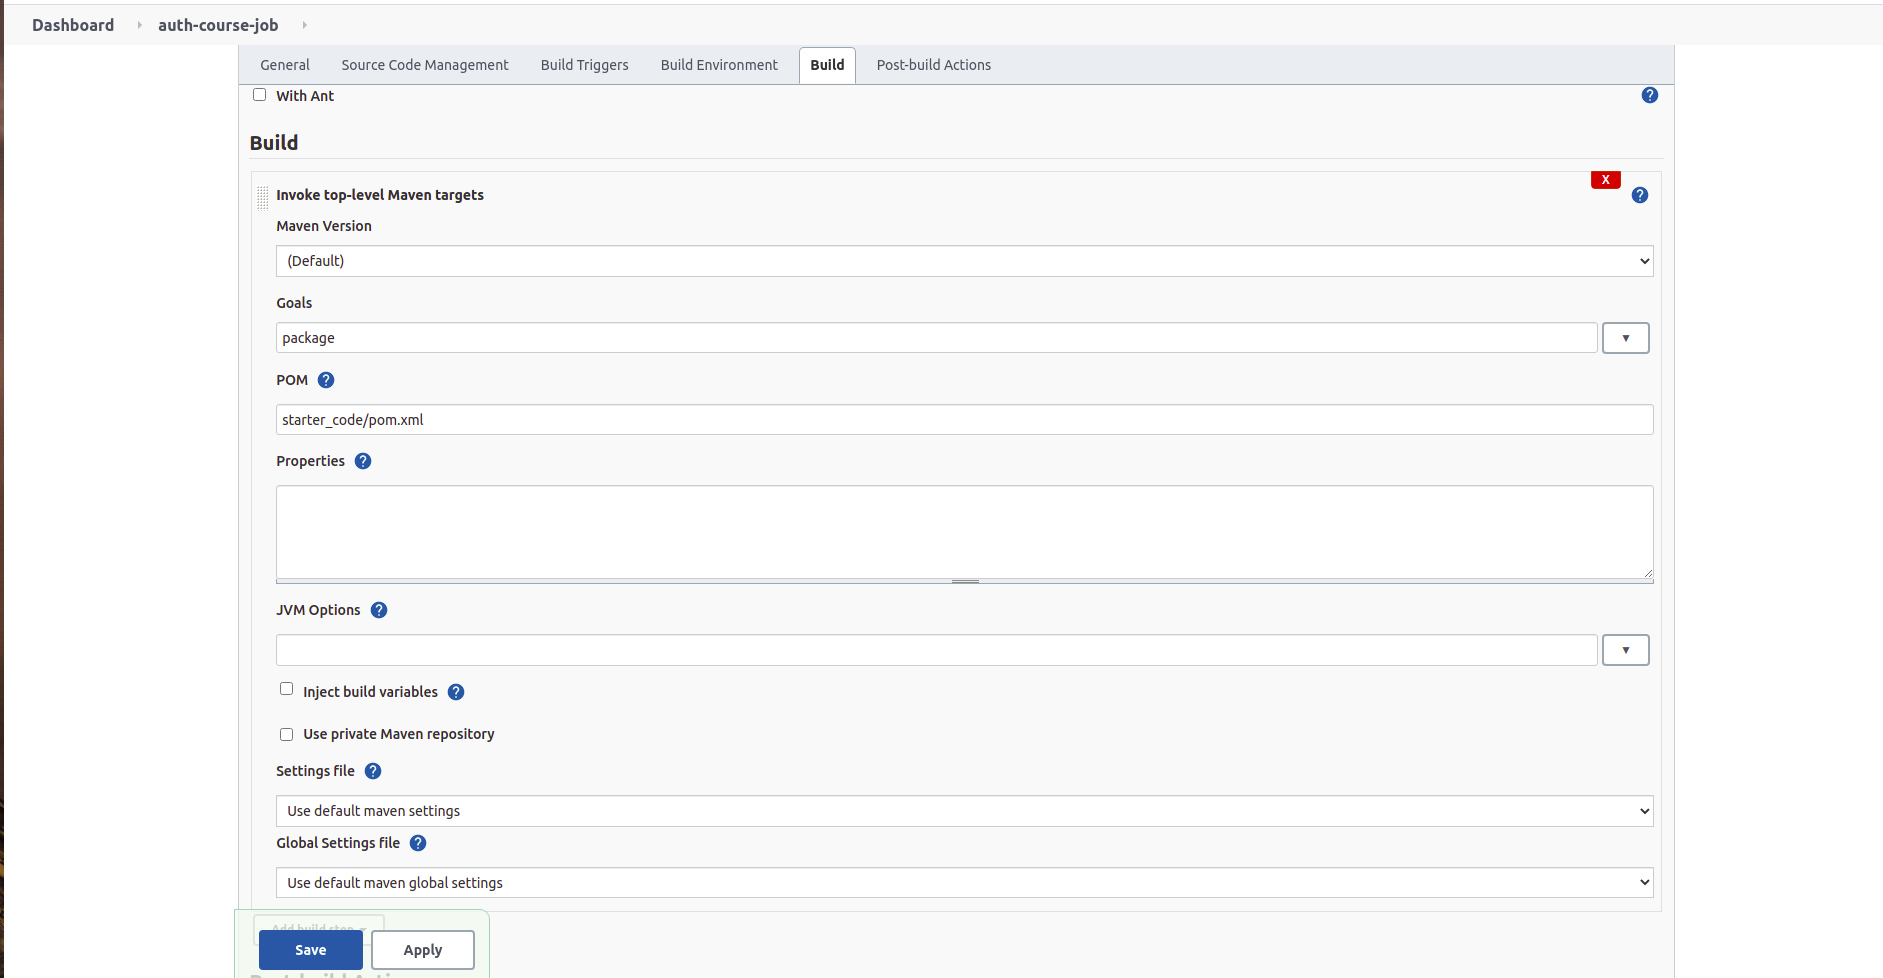 Dashboard auth-course-job
General Source Code Management Build Triggers Build Environment Build Post-build Actions
With Ant ?
Build
X
Invoke top-level Maven targets ?
Maven Version
(Default)
Goals
package
POM ?
starter_code/pom.xml
Properties ?
JVM Options ?
Inject build variables ?
Use private Maven repository
Settings file ?
Use default maven settings
Global Settings file ?
Use default maven global settings
Add build step
Save Apply